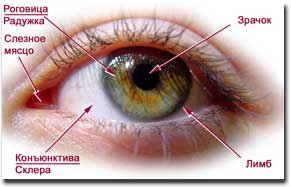 Роговица
Радужка
Зрачок
Слезное
мясцо
Конъюнктива
Склера
Лимб